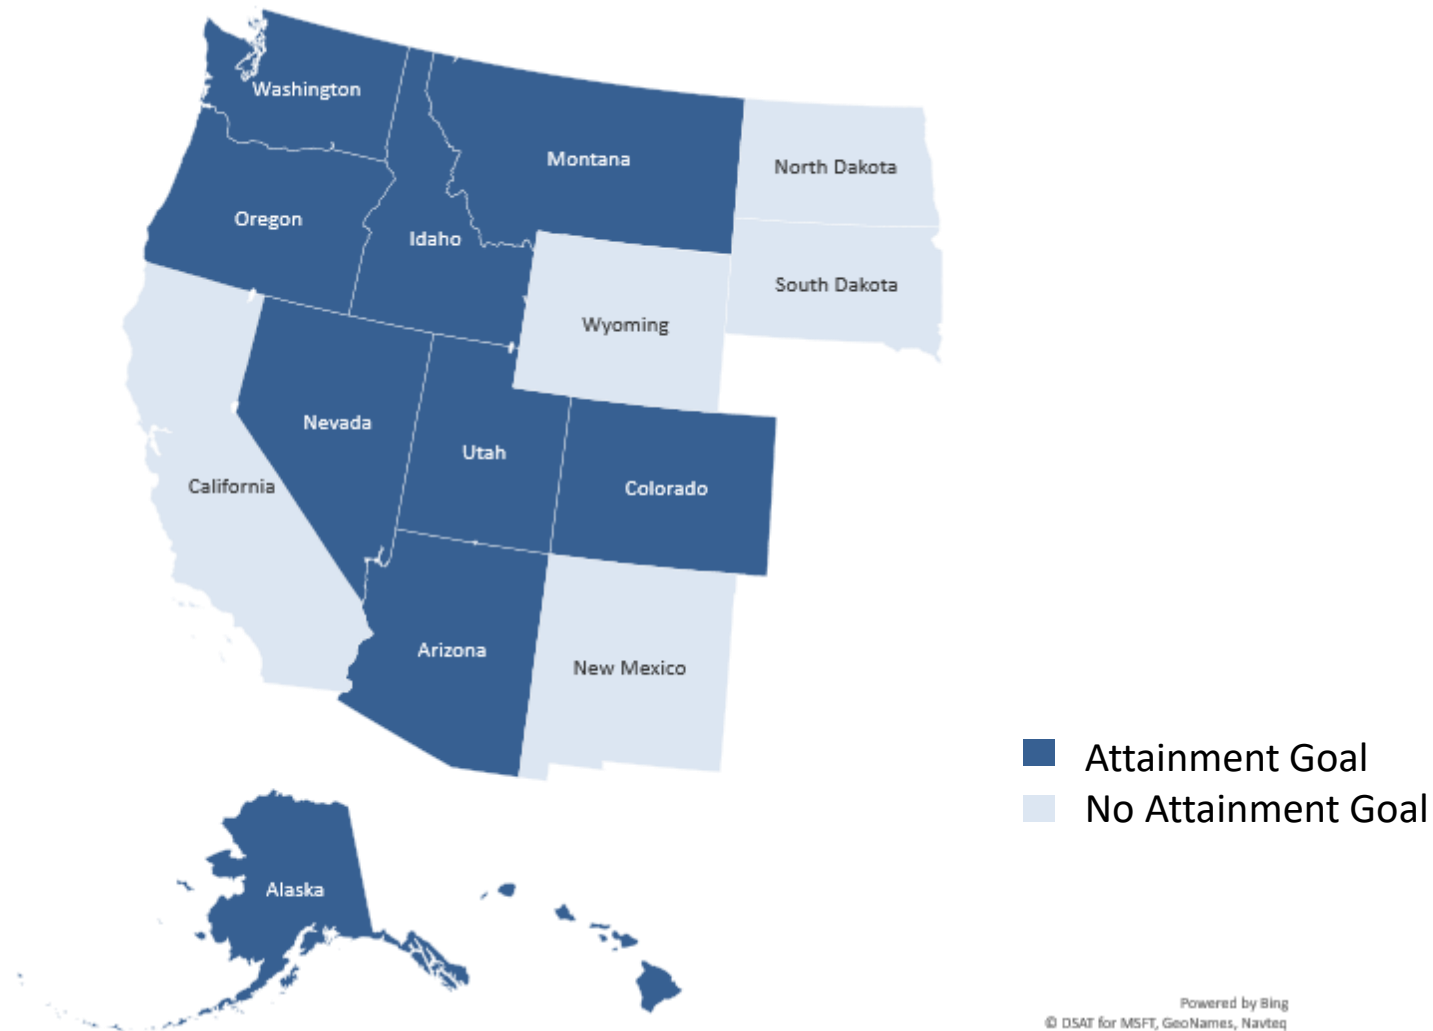 Washington
Montana
North Dakota
Oregon
Idaho
South Dakota
Wyoming
Nevada
Utah
California
Colorado
Arizona
New Mexico
Attainment Goal
No Attainment Goal
Alaska
Powered by Bing
© DSAT for MSFT, GeoNames, Navteq